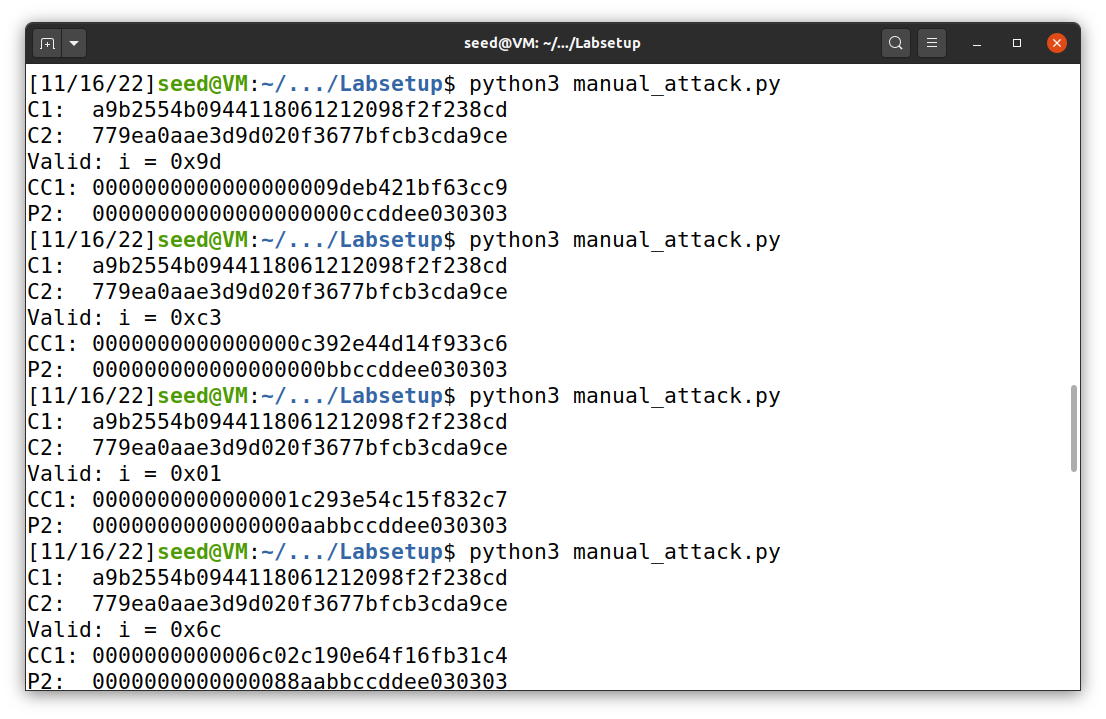 seed@VM: ~/.../Labsetup
[11/16/22]seed@VM:~/.../Labsetup$ python3 manual_attack.py
C1:  a9b2554b0944118061212098f2f238cd
C2:  779ea0aae3d9d020f3677bfcb3cda9ce
Valid: i = 0x9d
CC1: 0000000000000000009deb421bf63cc9
P2:  00000000000000000000ccddee030303
[11/16/22]seed@VM:~/.../Labsetup$ python3 manual_attack.py
C1:  a9b2554b0944118061212098f2f238cd
C2:  779ea0aae3d9d020f3677bfcb3cda9ce
Valid: i = 0xc3
CC1: 0000000000000000c392e44d14f933c6
P2:  000000000000000000bbccddee030303
[11/16/22]seed@VM:~/.../Labsetup$ python3 manual_attack.py
C1:  a9b2554b0944118061212098f2f238cd
C2:  779ea0aae3d9d020f3677bfcb3cda9ce
Valid: i = 0x01
CC1: 0000000000000001c293e54c15f832c7
P2:  0000000000000000aabbccddee030303
[11/16/22]seed@VM:~/.../Labsetup$ python3 manual_attack.py
C1:  a9b2554b0944118061212098f2f238cd
C2:  779ea0aae3d9d020f3677bfcb3cda9ce
Valid: i = 0x6c
CC1: 0000000000006c02c190e64f16fb31c4
P2:  0000000000000088aabbccddee030303